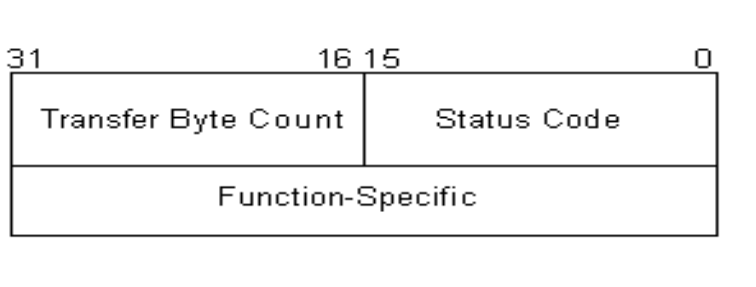 31 16 15 0
Transfer Byte Count Status Code
Function-Specific